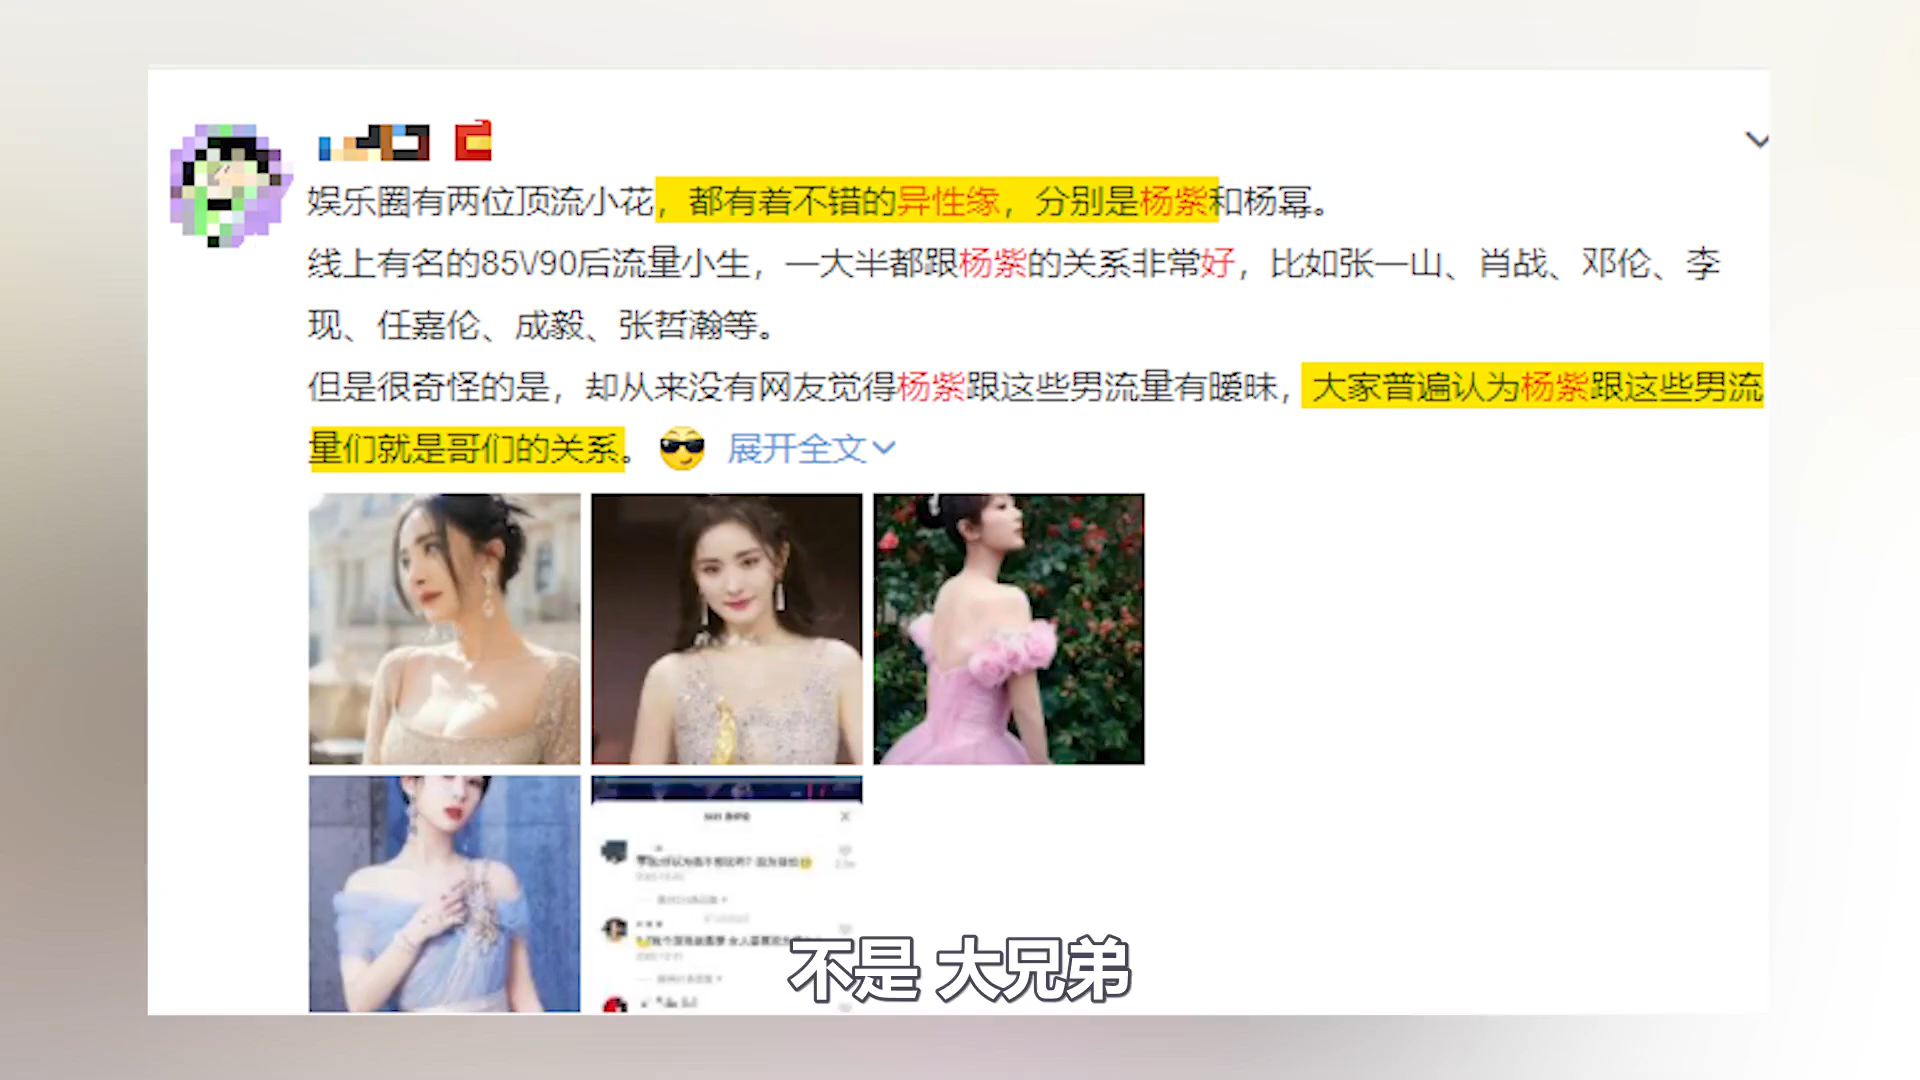 娱乐圈有两位顶流小花，都有着不错的异性缘，分别是杨紫和杨幂。
线上有名的85\/90后流量小生，一大半都跟杨紫的关系非常好，比如张一山、肖战、邓伦、李
现、任嘉伦、成毅、张哲瀚等。
但是很奇怪的是，却从来没有网友觉得杨紫跟这些男流量有暧昧，大家普遍认为杨紫跟这些男流
量们就是哥们的关系。😎 展开全文
不是 大兄弟